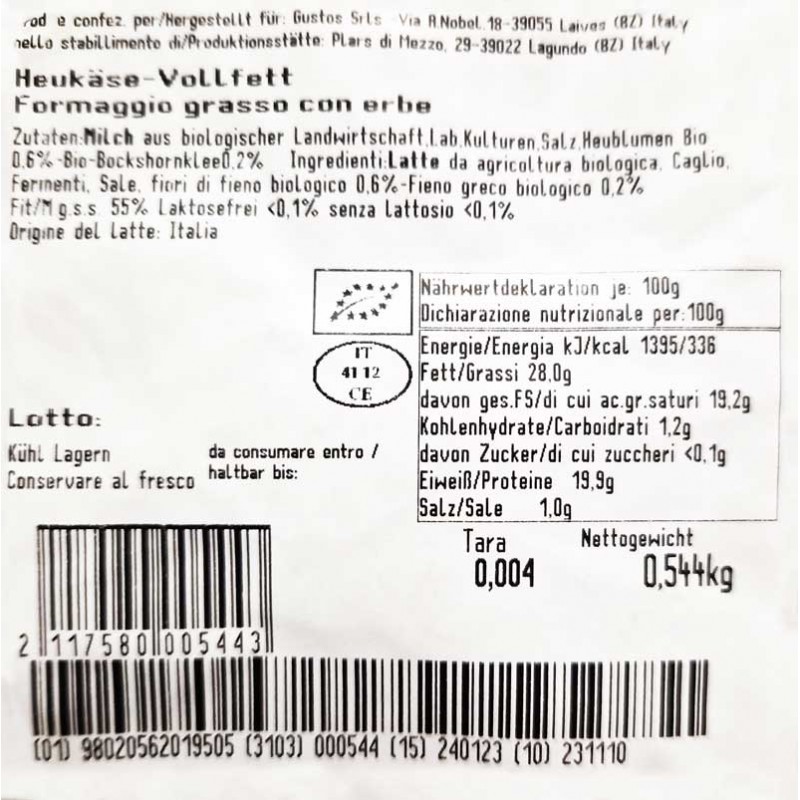 rod e confez. per/Hergestellt für: Gustos Srls Via A.Nobel. 18-39055 Laives (BZ) Italy
nello stabillimento di/Produktionsstätte: Plars di Mezzo, 29-39022 Lagundo (BZ) Italy
Heukäse-Vollfett
Formaggio grasso con erbe
Zutaten:Milch aus biologischer Landwirtschaft,Lab,Kulturen,Salz,Heublumen Bio
0,6%-Bio-BockshornKlee0,2% Ingredienti:Latte da agricoltura biologica, Caglio,
Fermenti, Sale, fiori di fieno biologico 0,6%-Fieno greco biologico 0,2%
Fit/M g.s.s. 55% Laktosefrei <0,1% senza lattosio <0,1%
Origine del latte: Italia
Nährwertdeklaration je: 100g
Dichiarazione nutrizionale per:100g
IT
41 12
CE
Energie/Energia kJ/kcal 1395/336
Fett/Grassi 28,0g
davon ges.FS/di cui ac.gr.saturi 19,2g
Kohlenhydrate/Carboidrati 1,2g
davon Zucker/di cui zuccheri <0,1g
Eiweiß/Proteine 19,9g
Salz/Sale 1,0g
Lotto:
Kühl Lagern
Conservare al fresco
da consumare entro /
haltbar bis:
Tara Nettogewicht
0,004 0,544kg
2 117580 005443
(01) 98020562019505 (3103) 000544 (15) 240123 (10) 231110